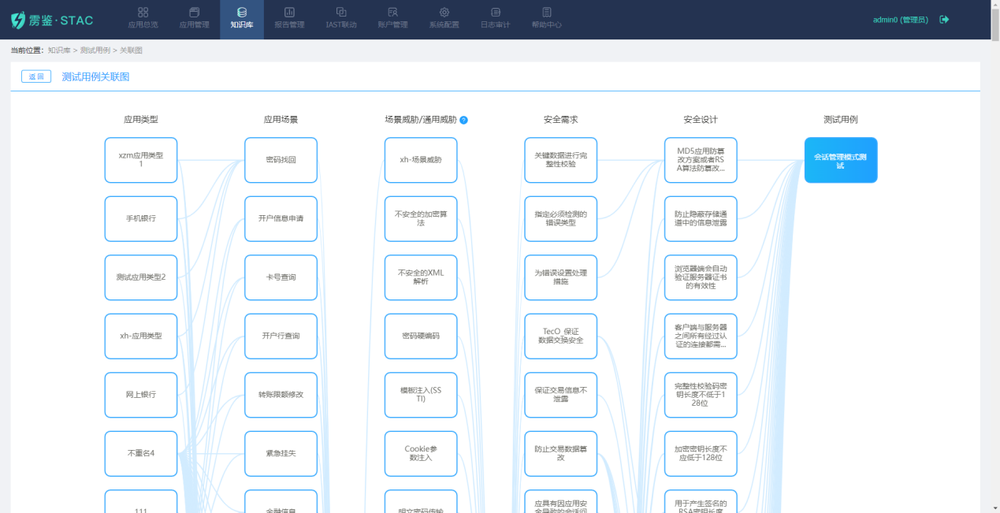 雳鉴·STAC
应用总览
应用管理
知识库
报告管理
IAST联动
账户管理
系统配置
日志审计
帮助中心
admin0 (管理员)
当前位置: 知识库 > 测试用例 > 关联图
返回
测试用例关联图
应用类型
应用场景
场景威胁/通用威胁 ?
安全需求
安全设计
测试用例
xzm应用类型
1
密码找回
xh-场景威胁
关键数据进行完
整性校验
MD5应用防篡
改方案或者RS
A算法防篡改...
会话管理模式测
试
手机银行
开户信息申请
不安全的加密算
法
指定必须检测的
错误类型
防止隐蔽存储通
道中的信息泄露
测试应用类型2
卡号查询
不安全的XML
解析
为错误设置处理
措施
浏览器端会自动
验证服务器证书
的有效性
xh-应用类型
开户行查询
密码硬编码
TecO_保证
数据交换安全
客户端与服务器
之间所有经过认
证的连接都需...
网上银行
转账限额修改
模板注入(SS
TI)
保证交易信息不
泄露
完整性校验码密
钥长度不低于1
28位
不重名4
紧急挂失
Cookie参
数注入
防止交易数据篡
改
加密密钥长度不
应低于128位
111
金融信息
明文密码传输
应具有因应用安
全导致的会话间
用于产生签名的
RSA密钥长度